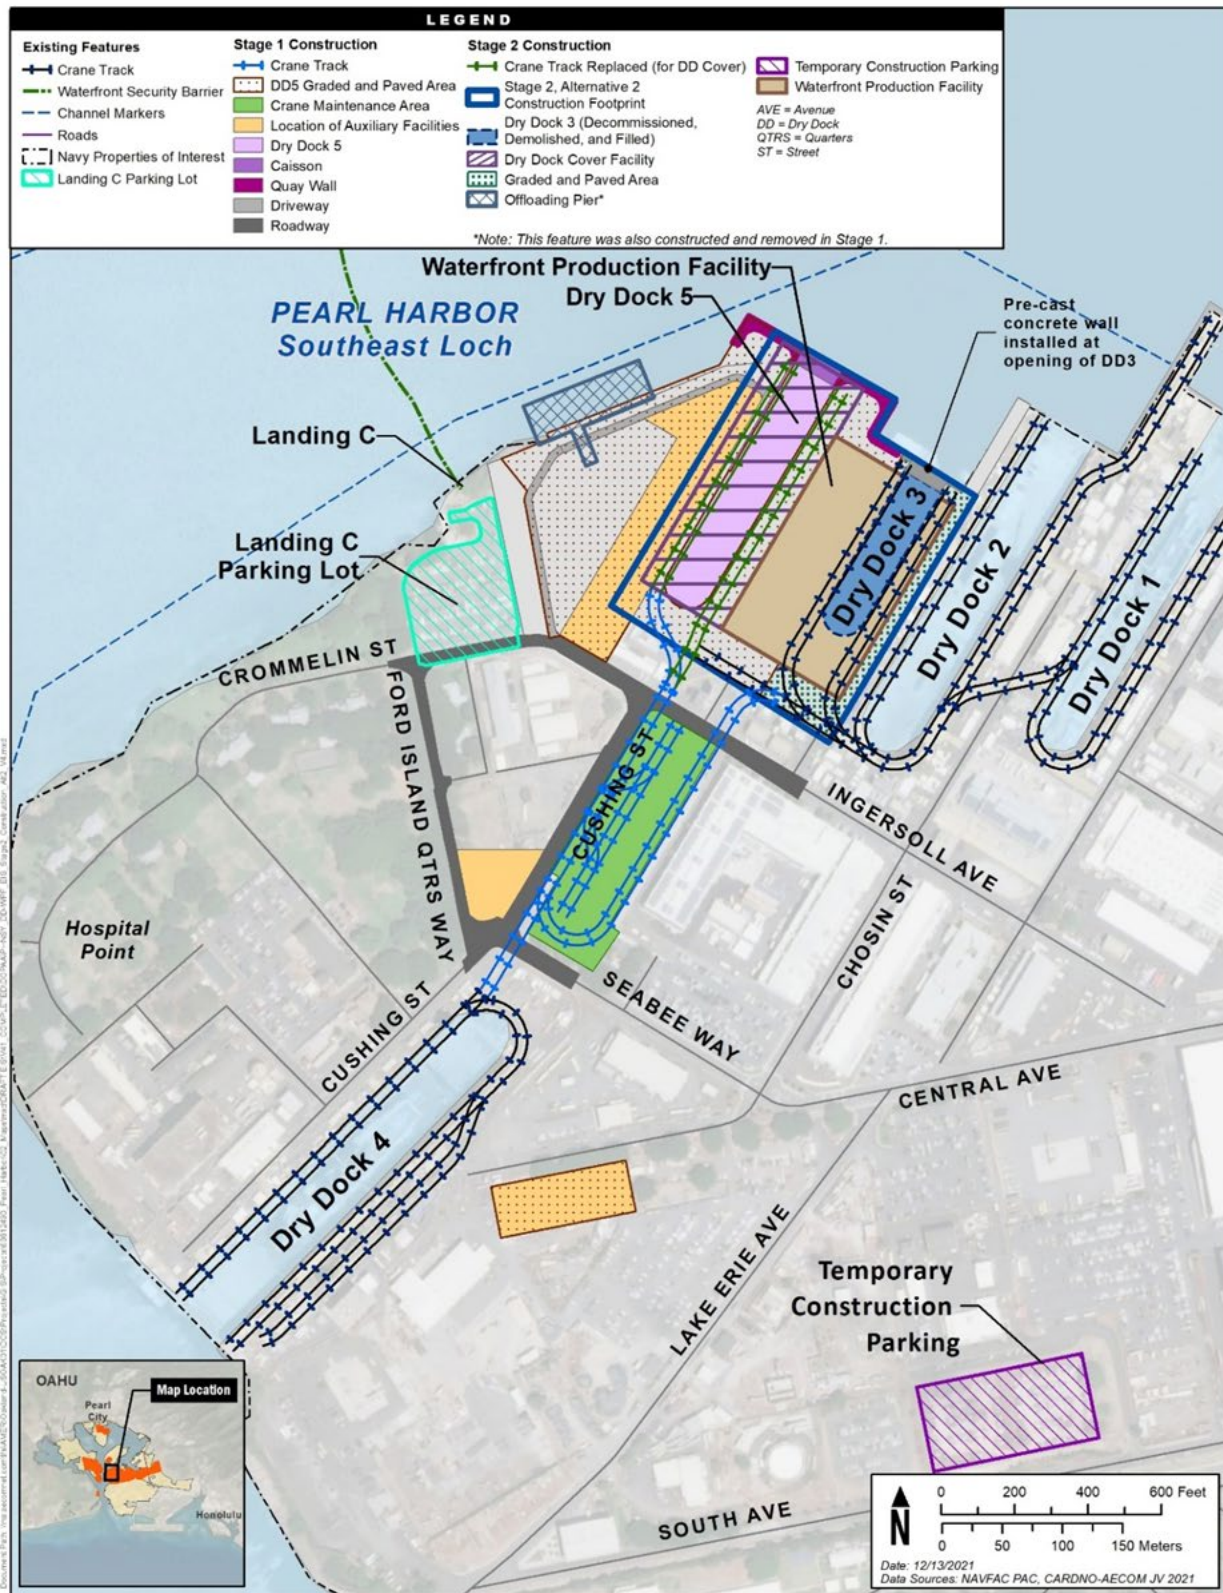 LEGEND
Existing Features
Crane Track
Waterfront Security Barrier
Channel Markers
Roads
Navy Properties of Interest
Landing C Parking Lot
Stage 1 Construction
Crane Track
DD5 Graded and Paved Area
Crane Maintenance Area
Location of Auxiliary Facilities
Dry Dock 5
Caisson
Quay Wall
Driveway
Roadway
Stage 2 Construction
Crane Track Replaced (for DD Cover)
Stage 2, Alternative 2
Construction Footprint
Dry Dock 3 (Decommissioned,
Demolished, and Filled)
Dry Dock Cover Facility
Graded and Paved Area
Offloading Pier*
Temporary Construction Parking
Waterfront Production Facility
AVE = Avenue
DD = Dry Dock
QTRS = Quarters
ST = Street
*Note: This feature was also constructed and removed in Stage 1.
Waterfront Production Facility
Dry Dock 5
PEARL HARBOR
Southeast Loch
Pre-cast
concrete wall
installed at
opening of DD3
Landing C
Landing C
Parking Lot
Dry Dock 3
Dry Dock 2
Dry Dock 1
CROMMELIN ST
FORD ISLAND QTRS WAY
CUSHING ST
INGERSOLL AVE
CHOSIN ST
Hospital
Point
SEABEE WAY
CUSHING ST
CENTRAL AVE
Dry Dock 4
LAKE ERIE AVE
Temporary
Construction
Parking
SOUTH AVE
OAHU
Pearl
City
Map Location
Honolulu
N
0 200 400 600 Feet
0 50 100 150 Meters
Date: 12/13/2021
Data Sources: NAVFAC PAC, CARDNO-AECOM JV 2021